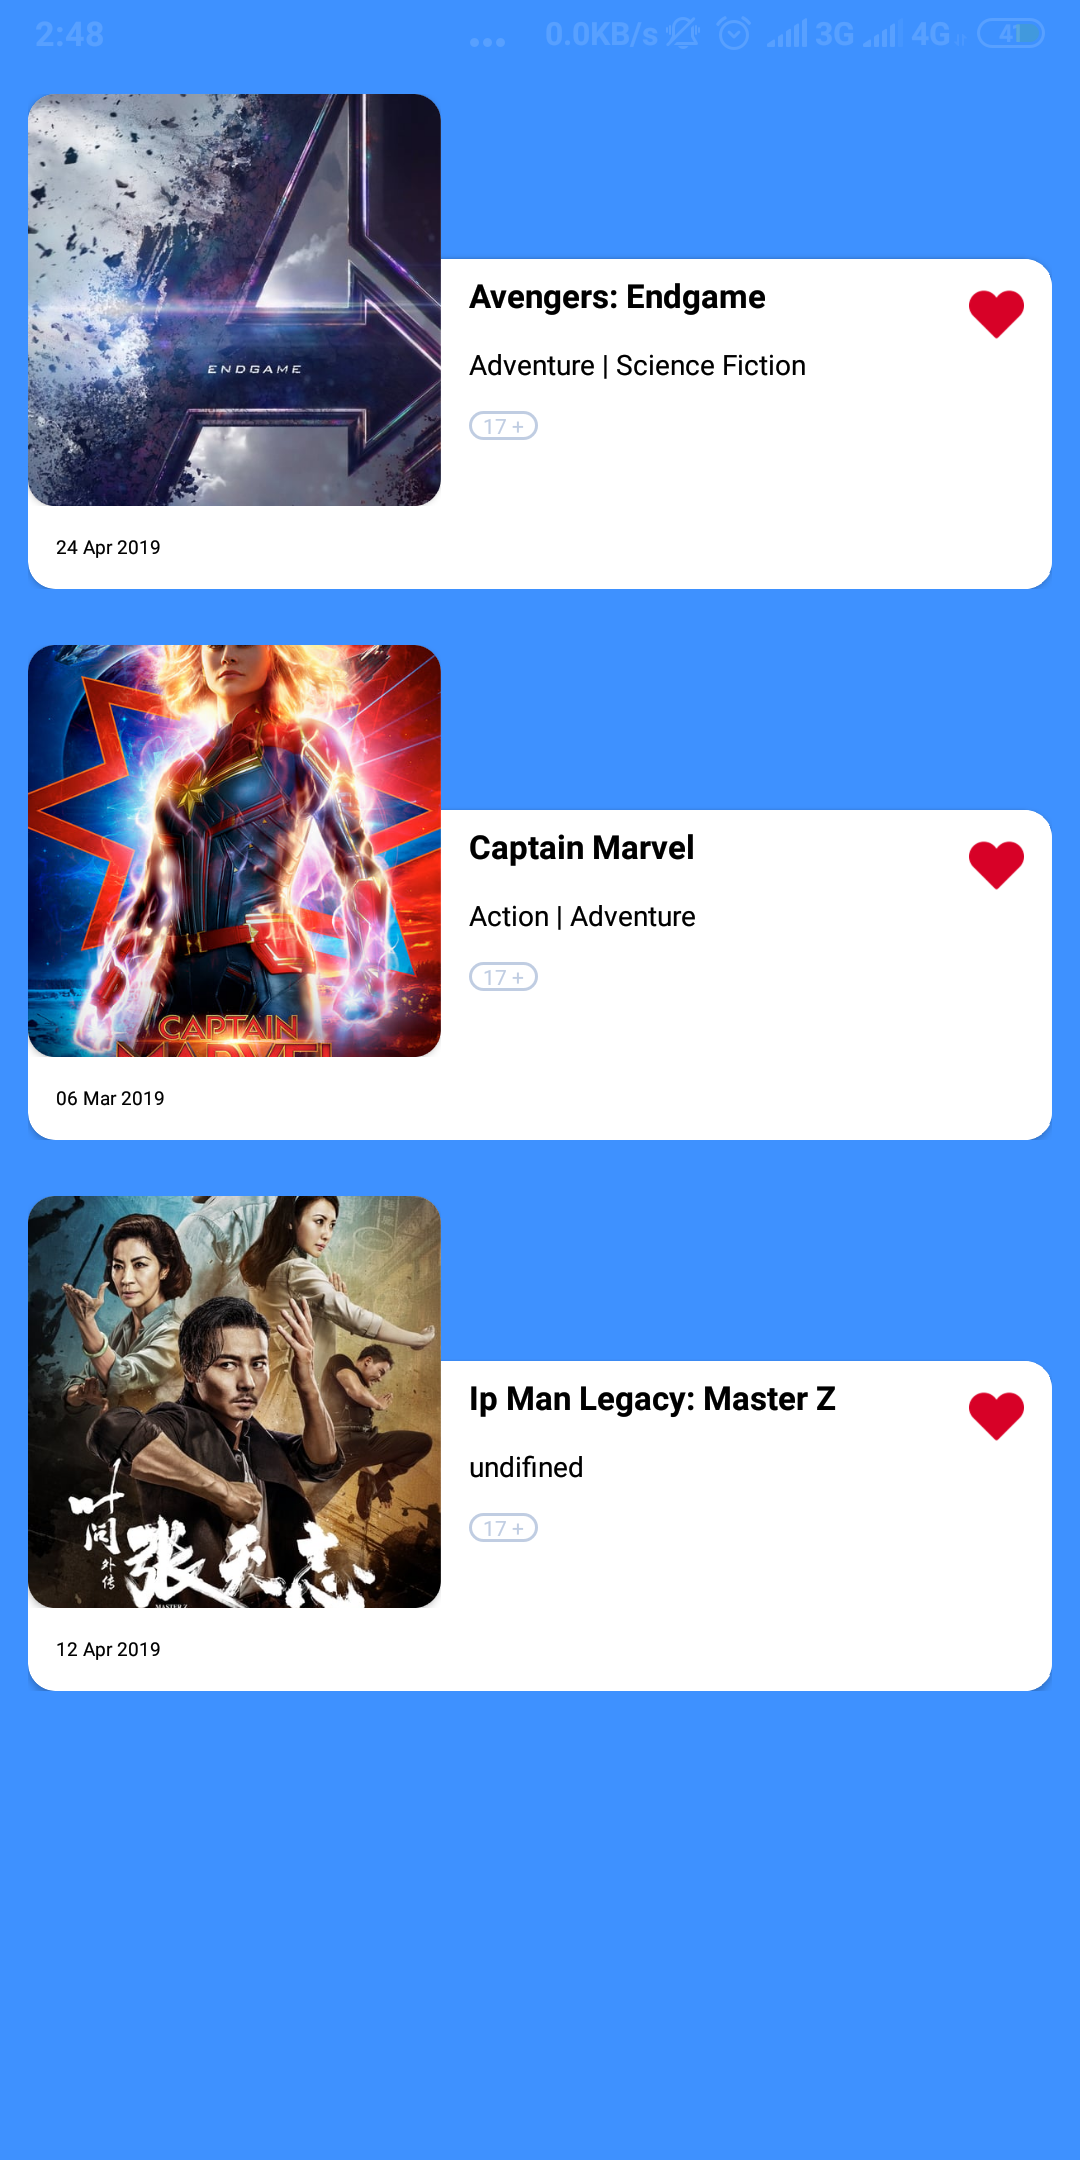 2:48 ... 0.0KB/s 3G 4G 41
ENDGAME
Avengers: Endgame
Adventure | Science Fiction
17 +
24 Apr 2019
CAPTAIN
MARVEL
Captain Marvel
Action | Adventure
17 +
06 Mar 2019
叶问外传
张天志
MASTER Z
Ip Man Legacy: Master Z
undifined
17 +
12 Apr 2019